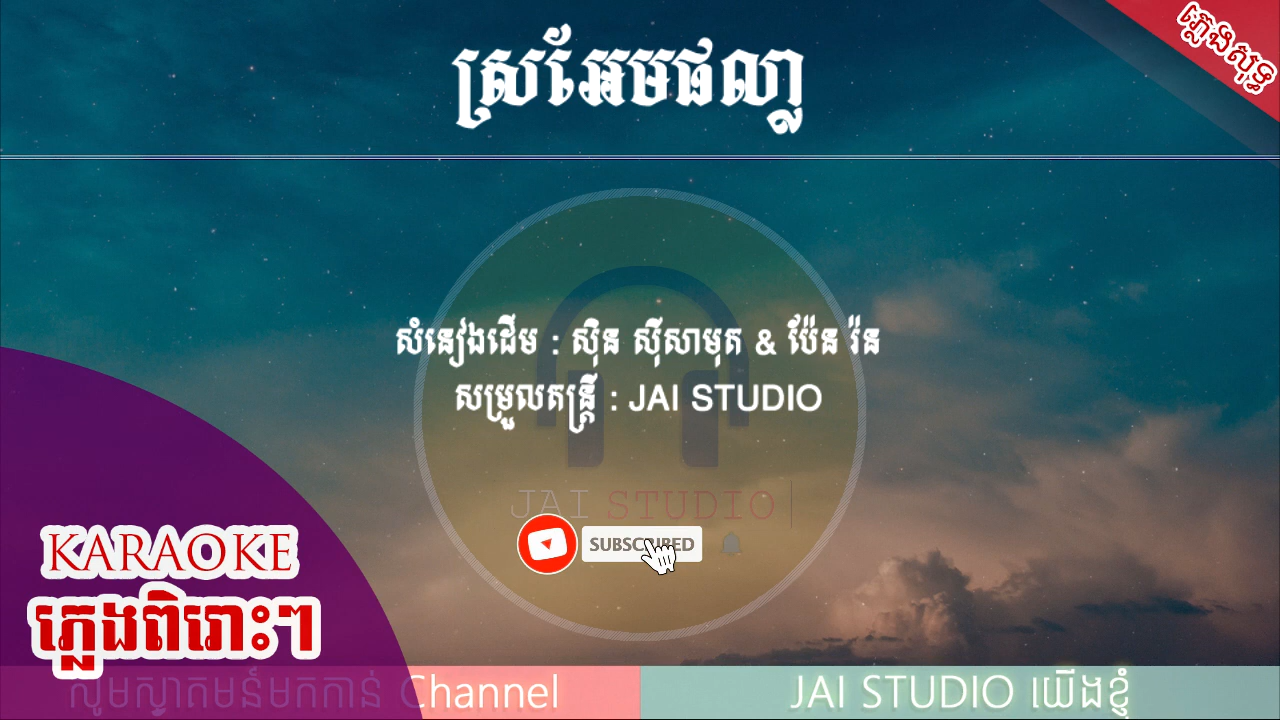 ស្រអែមផល្លា
ភ្លេងសុទ្ធ
សំនៀងដើម : ស៊ិន ស៊ីសាមុត & ប៉ែន រ៉ន
សម្រួលតន្ត្រី : JAI STUDIO
JAI STUDIO
SUBSCRIBED
KARAOKE
ភ្លេងពិរោះៗ
សូមស្វាគមន៍មកកាន់ Channel
JAI STUDIO យើងខ្ញុំ